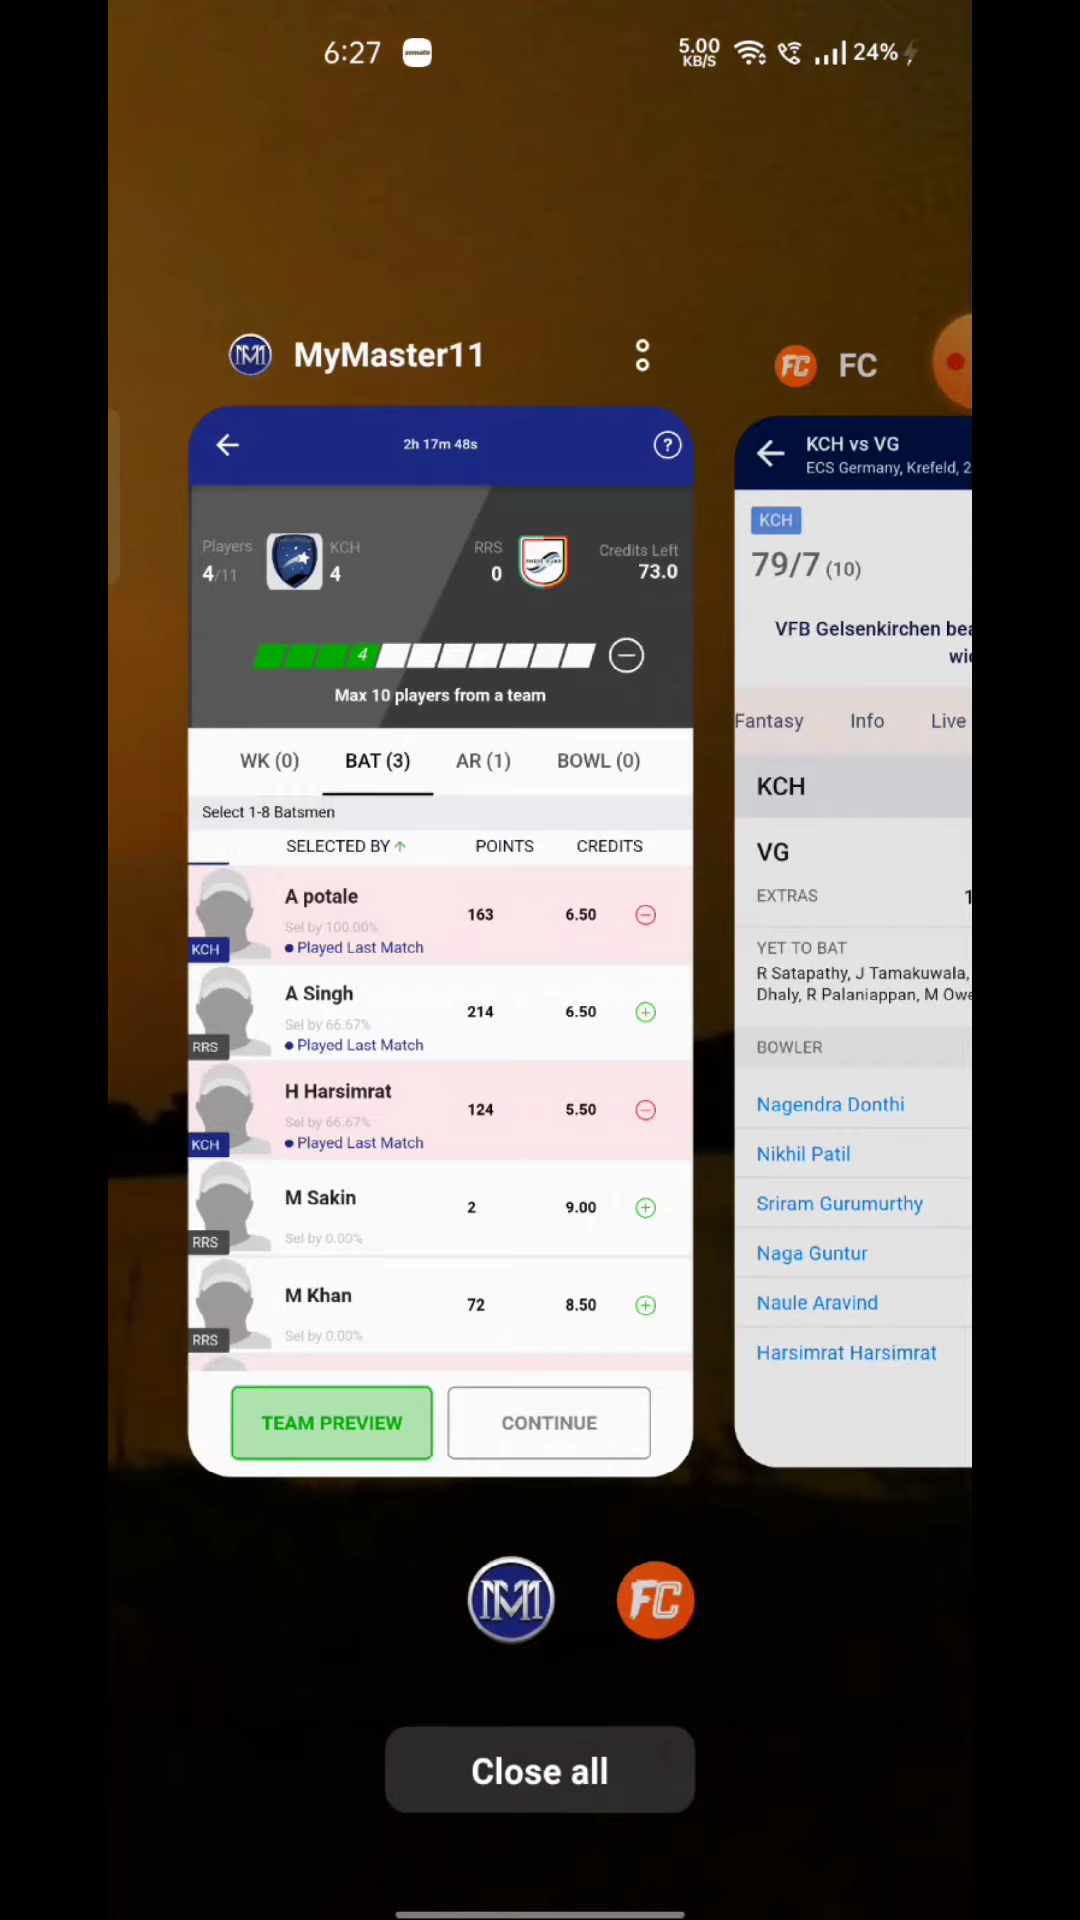 6:27
5.00 KB/S
24%
MyMaster11
FC
FC
2h 17m 48s
?
Players
4/11
KCH
4
RRS
0
Credits Left
73.0
4
Max 10 players from a team
WK (0)
BAT (3)
AR (1)
BOWL (0)
Select 1-8 Batsmen
SELECTED BY
POINTS
CREDITS
A potale
Sel by 100.00%
Played Last Match
KCH
163
6.50
A Singh
Sel by 66.67%
Played Last Match
RRS
214
6.50
H Harsimrat
Sel by 66.67%
Played Last Match
KCH
124
5.50
M Sakin
Sel by 0.00%
RRS
2
9.00
M Khan
Sel by 0.00%
RRS
72
8.50
TEAM PREVIEW
CONTINUE
KCH vs VG
ECS Germany, Krefeld, 2
KCH
79/7 (10)
VFB Gelsenkirchen bea
wic
Fantasy
Info
Live
KCH
VG
EXTRAS
1
YET TO BAT
R Satapathy, J Tamakuwala,
Dhaly, R Palaniappan, M Owe
BOWLER
Nagendra Donthi
Nikhil Patil
Sriram Gurumurthy
Naga Guntur
Naule Aravind
Harsimrat Harsimrat
FC
Close all